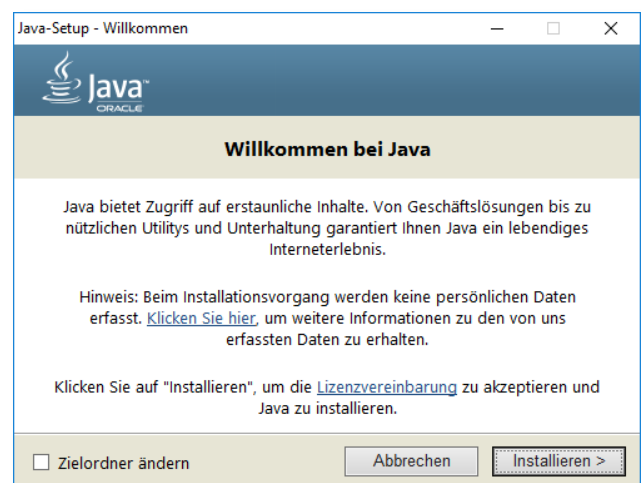 Java-Setup - Willkommen
Java™
ORACLE
Willkommen bei Java
Java bietet Zugriff auf erstaunliche Inhalte. Von Geschäftslösungen bis zu
nützlichen Utilitys und Unterhaltung garantiert Ihnen Java ein lebendiges
Interneterlebnis.
Hinweis: Beim Installationsvorgang werden keine persönlichen Daten
erfasst. Klicken Sie hier, um weitere Informationen zu den von uns
erfassten Daten zu erhalten.
Klicken Sie auf "Installieren", um die Lizenzvereinbarung zu akzeptieren und
Java zu installieren.
Zielordner ändern
Abbrechen
Installieren >